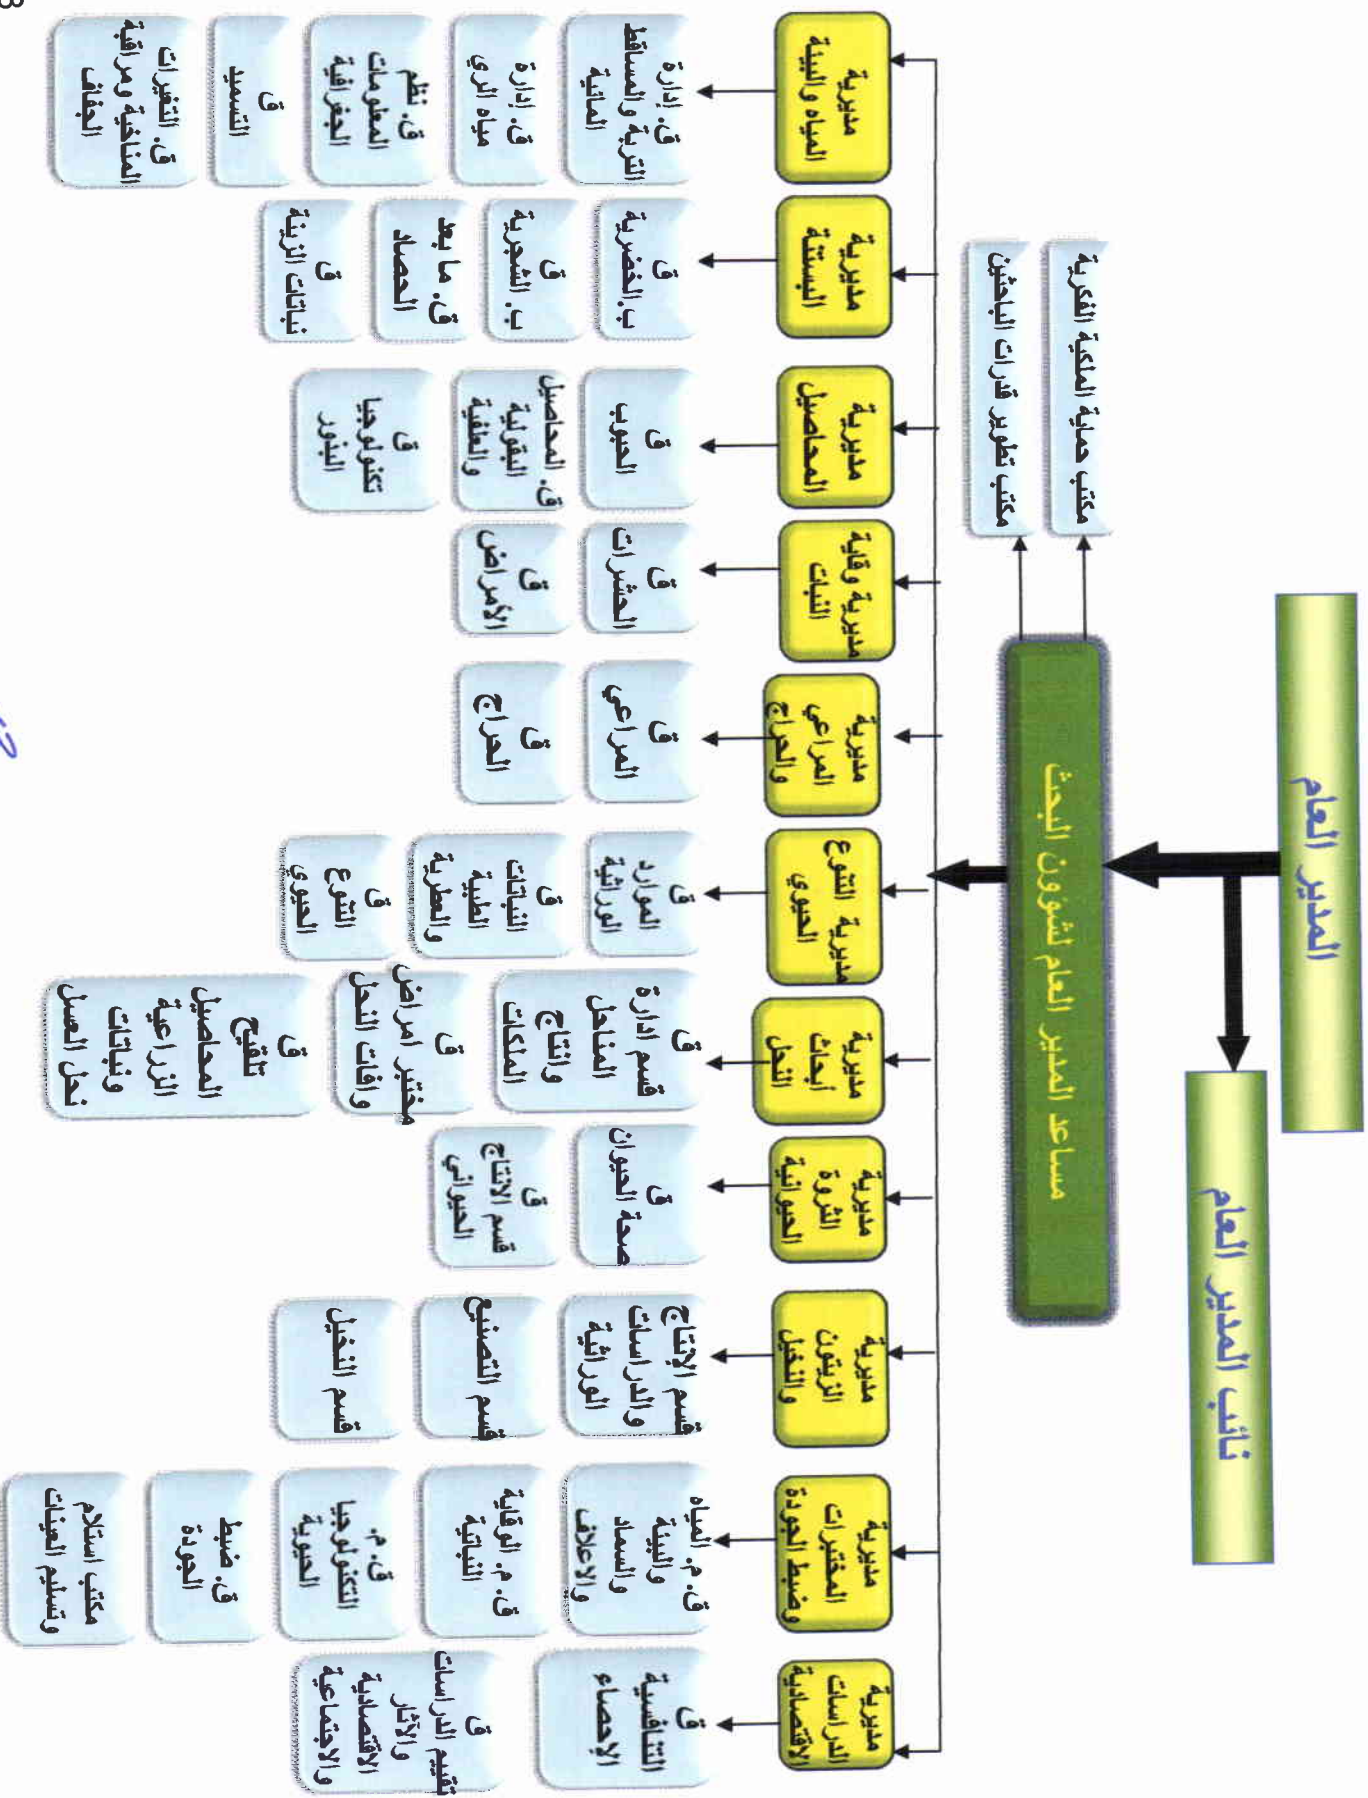 المدير العام
نائب المدير العام
مساعد المدير العام لشؤون البحث
مكتب حماية الملكية الفكرية
مكتب تطوير قدرات الباحثين
مديرية
المياه والبيئة
ق. إدارة
التربة والمساقط
المائية
ق. إدارة
مياه الري
ق. نظم
المعلومات
الجغرافية
ق
التسميد
ق. التغيرات
المناخية ومراقبة
الجفاف
مديرية
البستنة
ق
ب.الخضرية
ق
ب. الشجرية
ق. ما بعد
الحصاد
ق
نباتات الزينة
مديرية
المحاصيل
ق
الحبوب
ق. المحاصيل
البقولية
والعلفية
ق
تكنولوجيا
البذور
مديرية وقاية
النبات
ق
الحشرات
ق
الأمراض
مديرية
المراعي
والحراج
ق
المراعي
ق
الحراج
مديرية التنوع
الحيوي
ق
الموارد
الوراثية
ق
النباتات
الطبية
والعطرية
ق
التنوع
الحيوي
مديرية
أبحاث
النحل
ق
قسم ادارة
المناحل
وانتاج
الملكات
ق
مختبر امراض
وافات النحل
ق
تلقيح
المحاصيل
الزراعية
ونباتات
نحل العسل
مديرية
الثروة
الحيوانية
ق
صحة الحيوان
ق
قسم الانتاج
الحيواني
مديرية
الزيتون
والنخيل
قسم الإنتاج
والدراسات
الوراثية
قسم التصنيع
قسم النخيل
مديرية
المختبرات
وضبط الجودة
ق. م. المياه
والبيئة
والسماد
والاعلاف
ق. م. الوقاية
النباتية
ق. م.
التكنولوجيا
الحيوية
ق. ضبط
الجودة
مكتب استلام
وتسليم العينات
مديرية
الدراسات
الاقتصادية
ق
التنافسية
الإحصاء
ق
تقييم الدراسات
والآثار
الاقتصادية
والاجتماعية